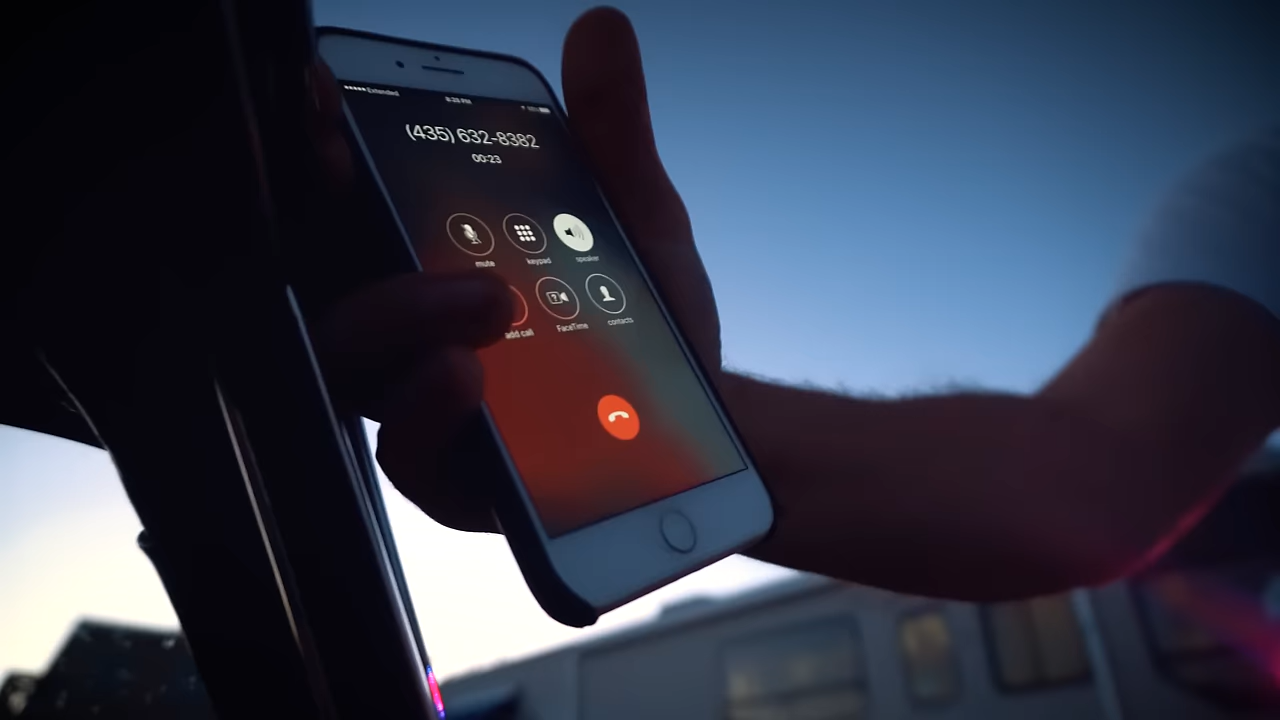 Extended
(435) 632-8382
00:23
mute
keypad
speaker
add call
FaceTime
contacts